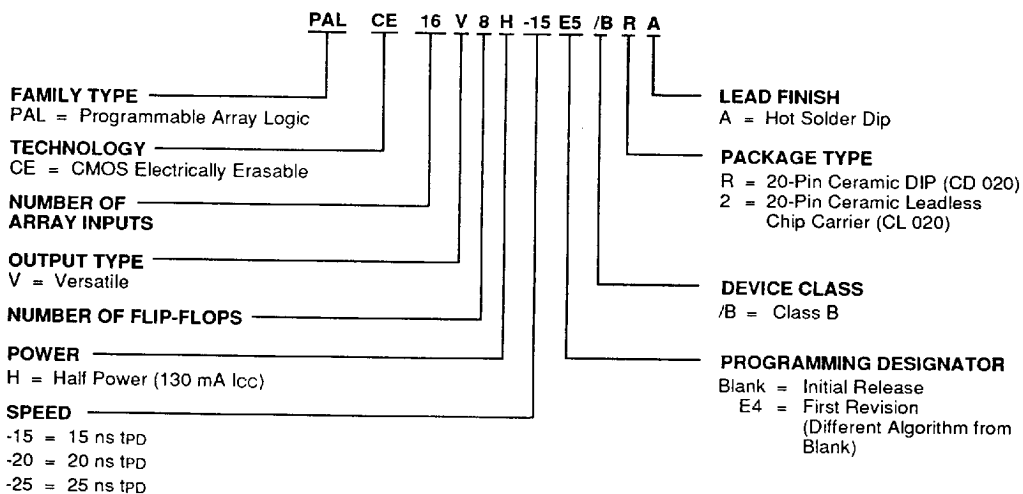 PAL CE 16 V 8 H -15 E5 /B R A
FAMILY TYPE
PAL = Programmable Array Logic
TECHNOLOGY
CE = CMOS Electrically Erasable
NUMBER OF
ARRAY INPUTS
OUTPUT TYPE
V = Versatile
NUMBER OF FLIP-FLOPS
POWER
H = Half Power (130 mA ICC)
SPEED
-15 = 15 ns tPD
-20 = 20 ns tPD
-25 = 25 ns tPD
LEAD FINISH
A = Hot Solder Dip
PACKAGE TYPE
R = 20-Pin Ceramic DIP (CD 020)
2 = 20-Pin Ceramic Leadless
Chip Carrier (CL 020)
DEVICE CLASS
/B = Class B
PROGRAMMING DESIGNATOR
Blank = Initial Release
E4 = First Revision
(Different Algorithm from
Blank)